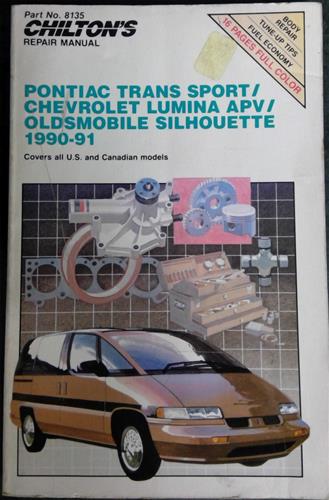 Part No. 8135
CHILTON'S
REPAIR MANUAL
BODY
REPAIR
TUNE-UP TIPS
FUEL ECONOMY
16 PAGES FULL COLOR
PONTIAC TRANS SPORT/
CHEVROLET LUMINA APV/
OLDSMOBILE SILHOUETTE
1990-91
Covers all U.S. and Canadian models